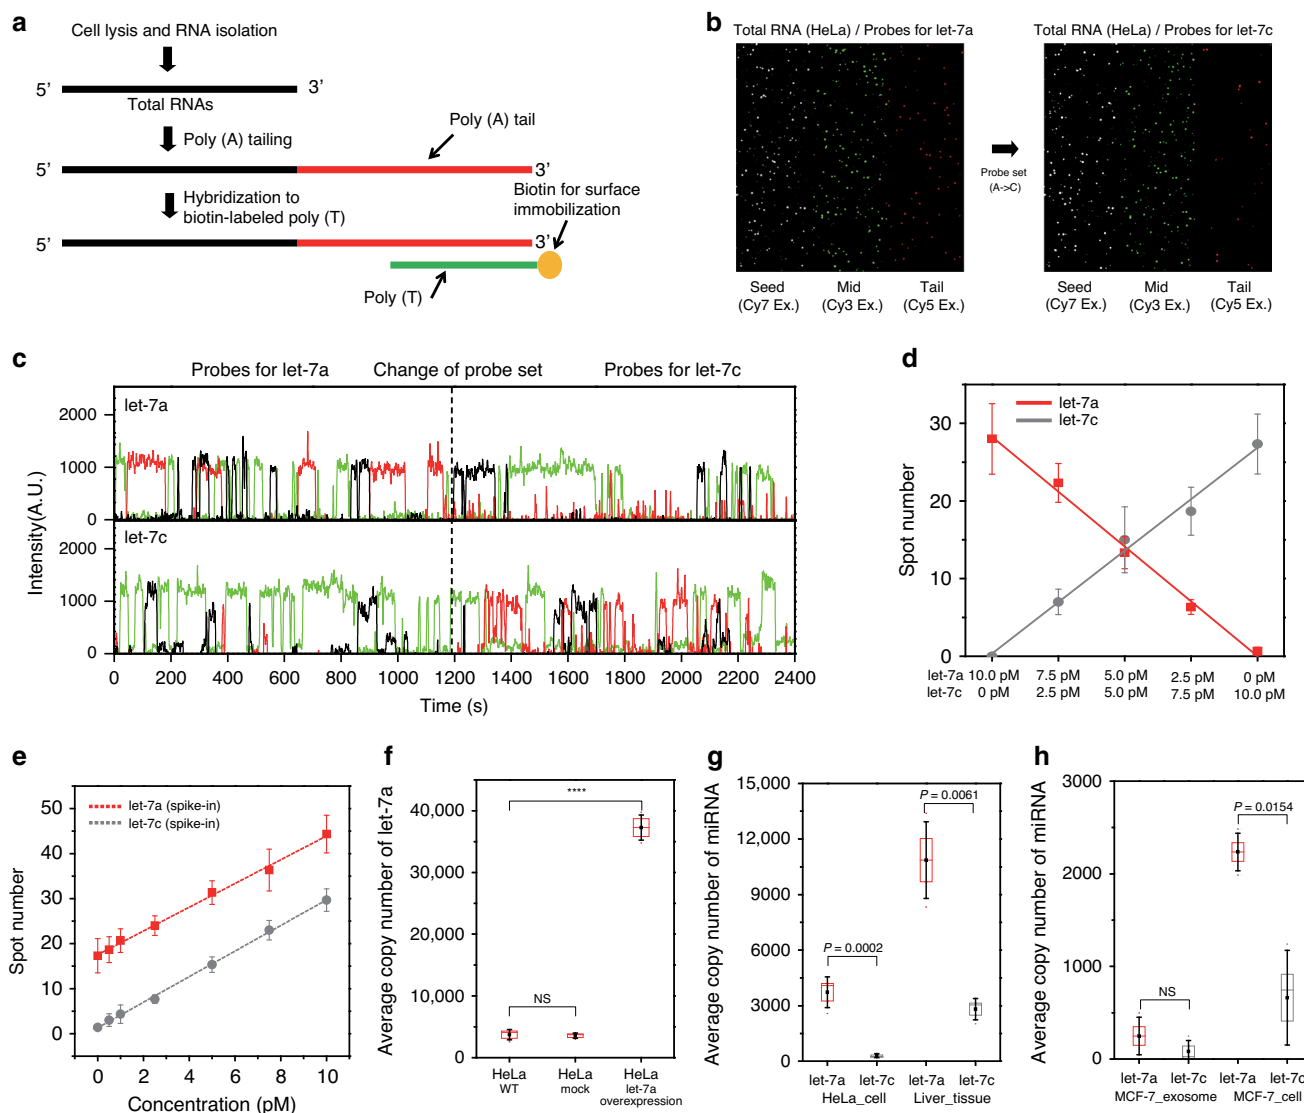 a
Cell lysis and RNA isolation
5’
3’
Total RNAs
Poly (A) tailing
Poly (A) tail
5’
3’
Hybridization to
biotin-labeled poly (T)
Biotin for surface
immobilization
5’
3’
Poly (T)
b
Total RNA (HeLa) / Probes for let-7a
Total RNA (HeLa) / Probes for let-7c
Probe set
(A->C)
Seed
(Cy7 Ex.)
Mid
(Cy3 Ex.)
Tail
(Cy5 Ex.)
Seed
(Cy7 Ex.)
Mid
(Cy3 Ex.)
Tail
(Cy5 Ex.)
c
Probes for let-7a
Change of probe set
Probes for let-7c
let-7a
2000
1000
0
let-7c
2000
1000
0
Intensity(A.U.)
0 200 400 600 800 1000 1200 1400 1600 1800 2000 2200 2400
Time (s)
d
let-7a
let-7c
30
20
10
0
Spot number
let-7a 10.0 pM 7.5 pM 5.0 pM 2.5 pM 0 pM
let-7c 0 pM 2.5 pM 5.0 pM 7.5 pM 10.0 pM
e
let-7a (spike-in)
let-7c (spike-in)
50
40
30
20
10
0
Spot number
0 2 4 6 8 10
Concentration (pM)
f
Average copy number of let-7a
40,000
30,000
20,000
10,000
0
****
NS
HeLa
WT
HeLa
mock
HeLa
let-7a
overexpression
g
Average copy number of miRNA
15,000
12,000
9000
6000
3000
0
P = 0.0061
P = 0.0002
let-7a let-7c let-7a let-7c
HeLa_cell Liver_tissue
h
Average copy number of miRNA
3000
2000
1000
0
P = 0.0154
NS
let-7a let-7c let-7a let-7c
MCF-7_exosome MCF-7_cell